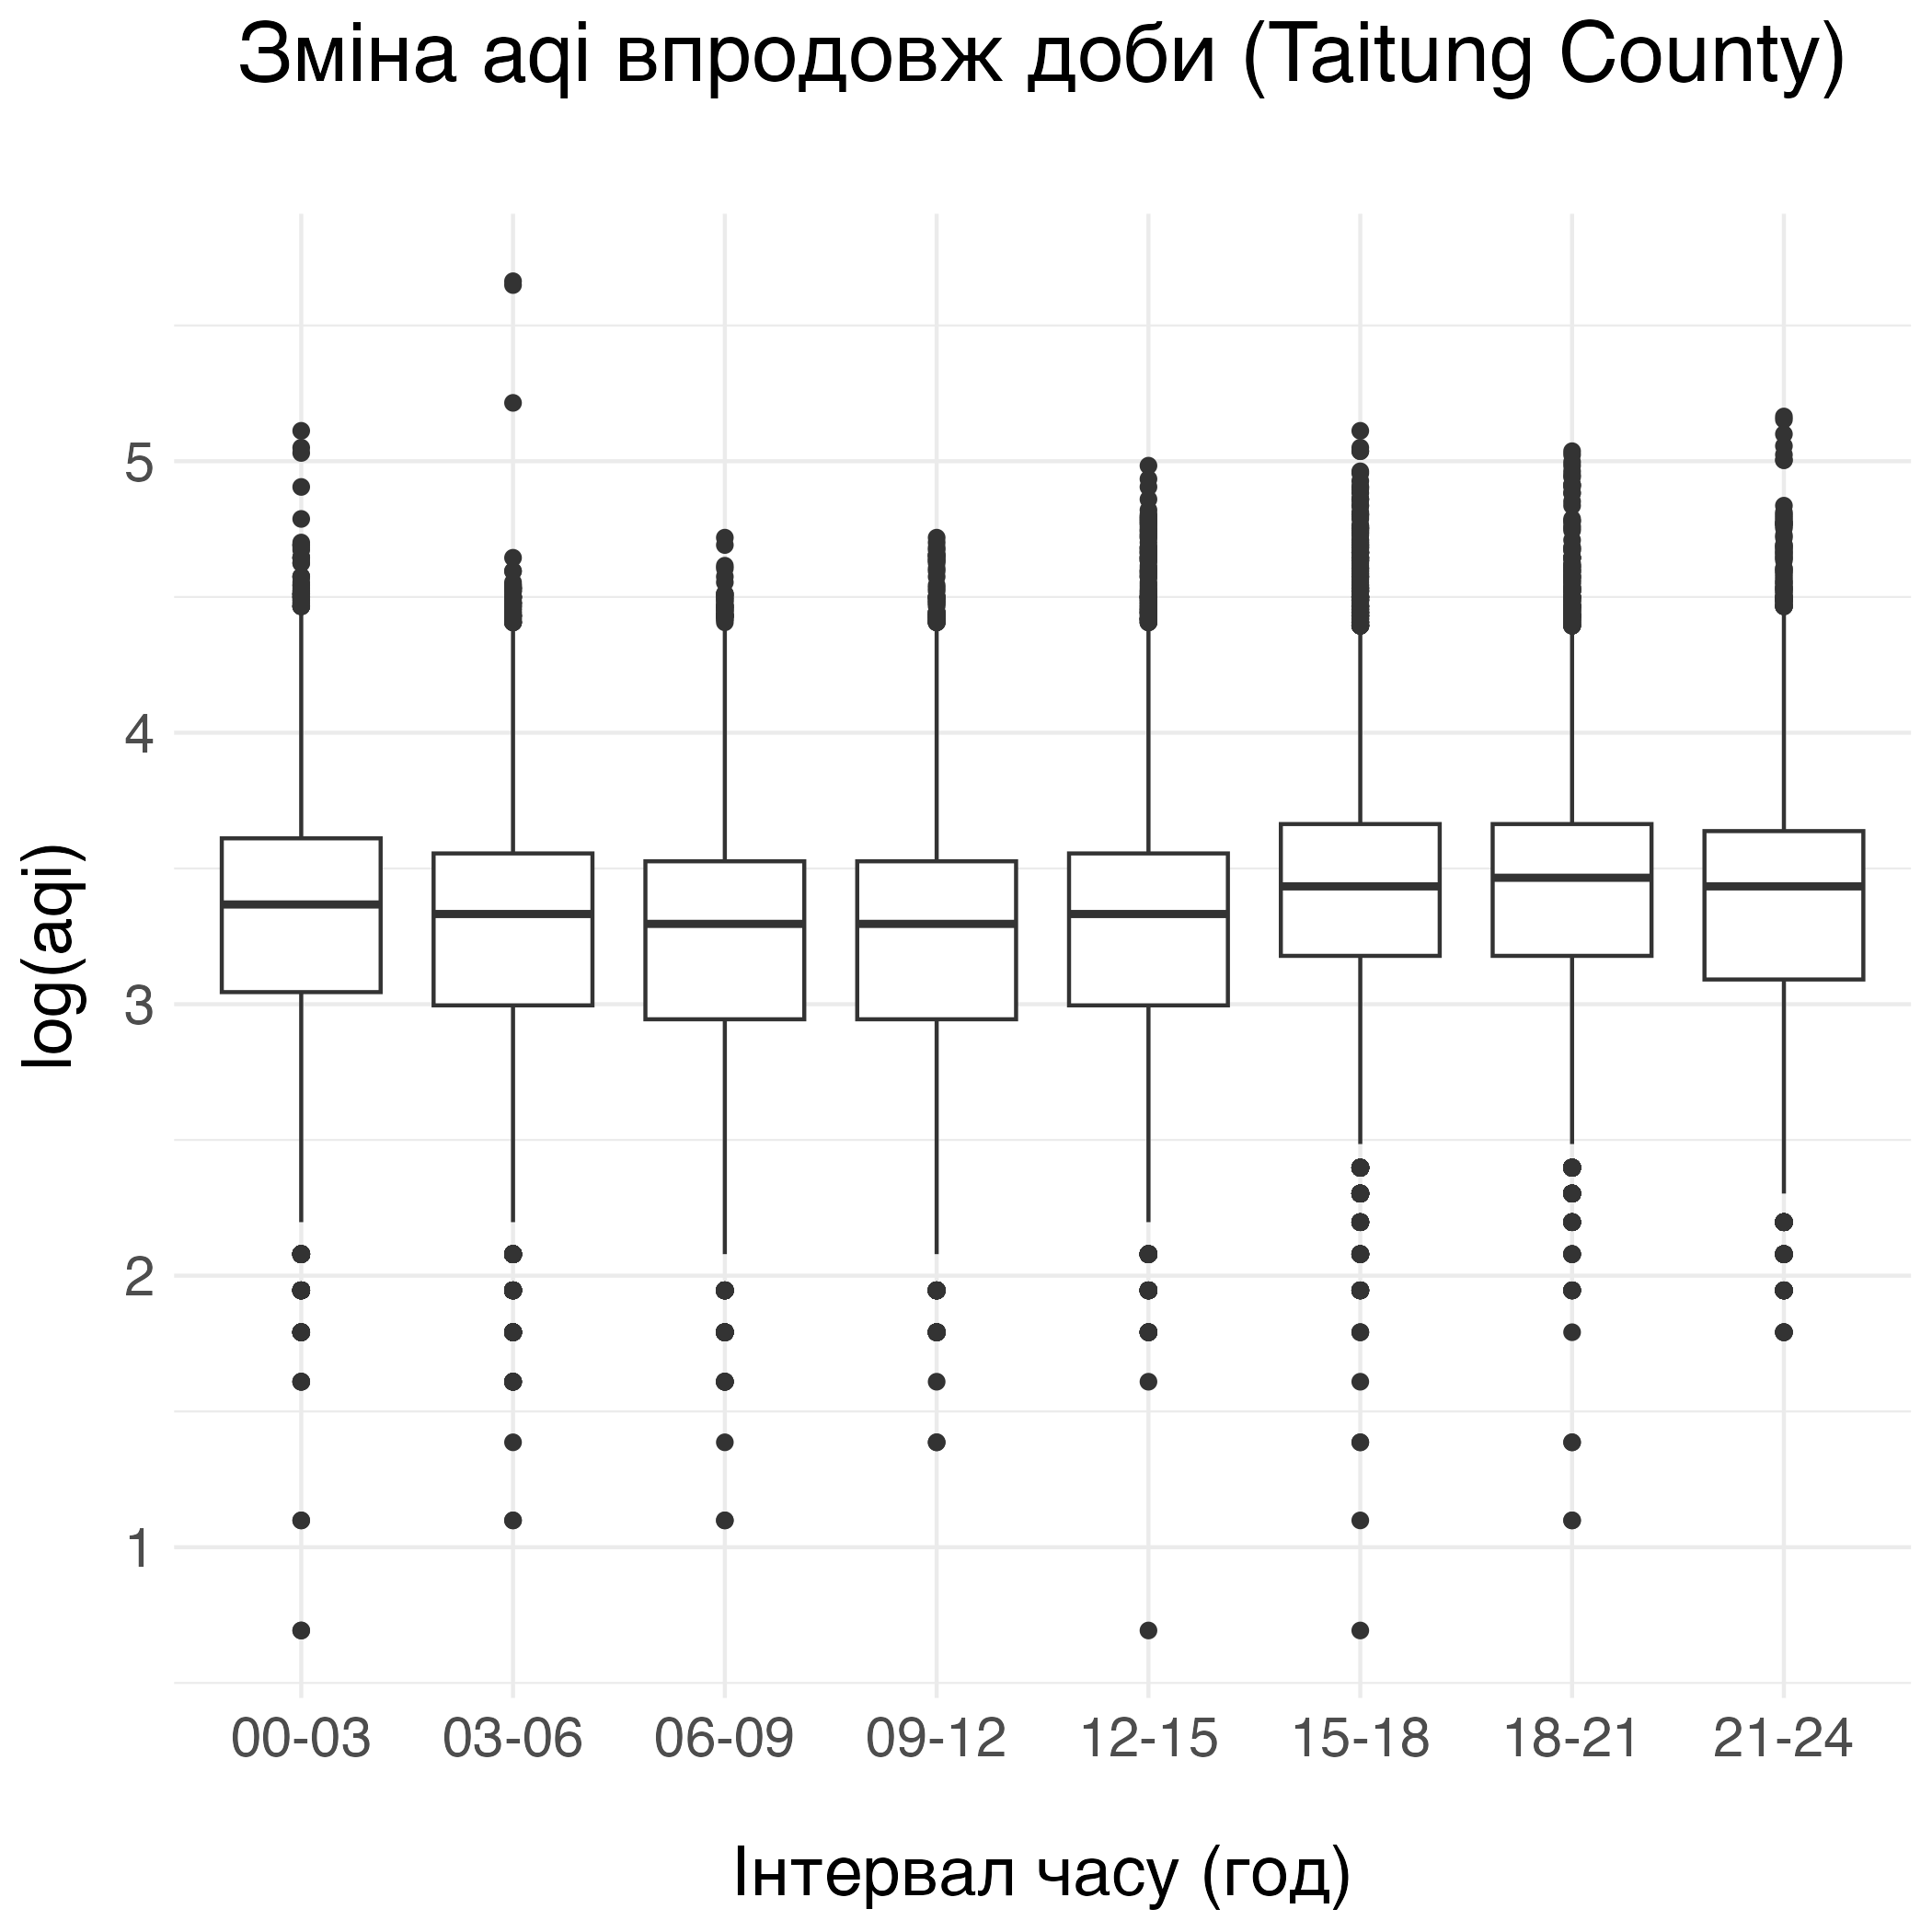 Зміна aqi впродовж доби (Taitung County)
log(aqi)
5
4
3
2
1
00-03 03-06 06-09 09-12 12-15 15-18 18-21 21-24
Інтервал часу (год)